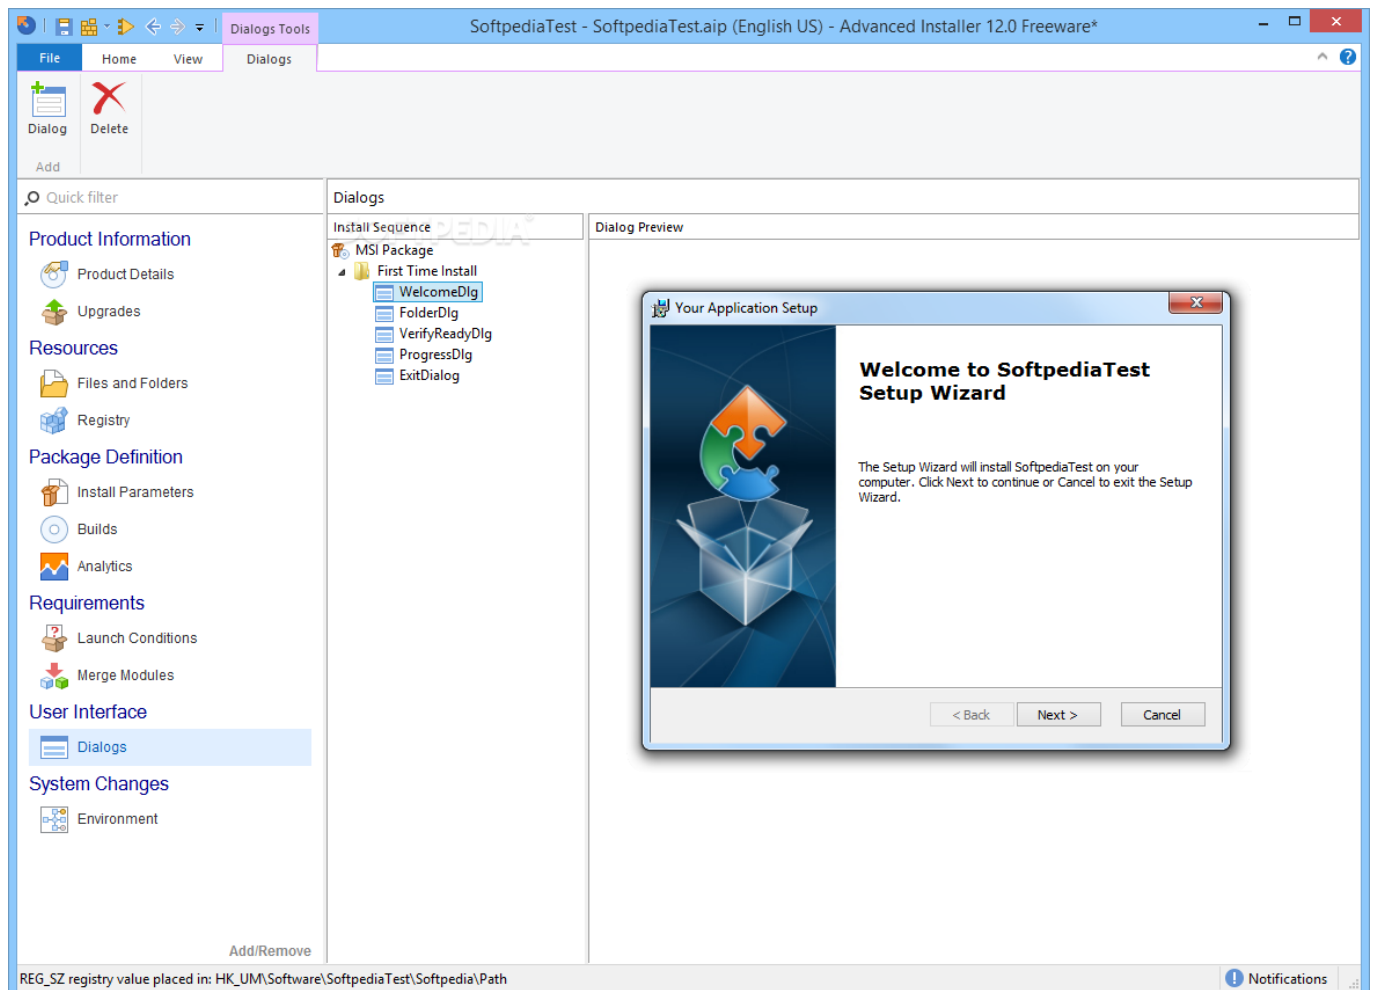 Dialogs Tools
SoftpediaTest - SoftpediaTest.aip (English US) - Advanced Installer 12.0 Freeware*
File
Home
View
Dialogs
Dialog
Delete
Add
Quick filter
Product Information
Product Details
Upgrades
Resources
Files and Folders
Registry
Package Definition
Install Parameters
Builds
Analytics
Requirements
Launch Conditions
Merge Modules
User Interface
Dialogs
System Changes
Environment
Add/Remove
Dialogs
Install Sequence
SOFTPEDIA
MSI Package
First Time Install
WelcomeDlg
FolderDlg
VerifyReadyDlg
ProgressDlg
ExitDialog
Dialog Preview
Your Application Setup
Welcome to SoftpediaTest
Setup Wizard
The Setup Wizard will install SoftpediaTest on your
computer. Click Next to continue or Cancel to exit the Setup
Wizard.
< Back
Next >
Cancel
REG_SZ registry value placed in: HK_UM\Software\SoftpediaTest\Softpedia\Path
Notifications